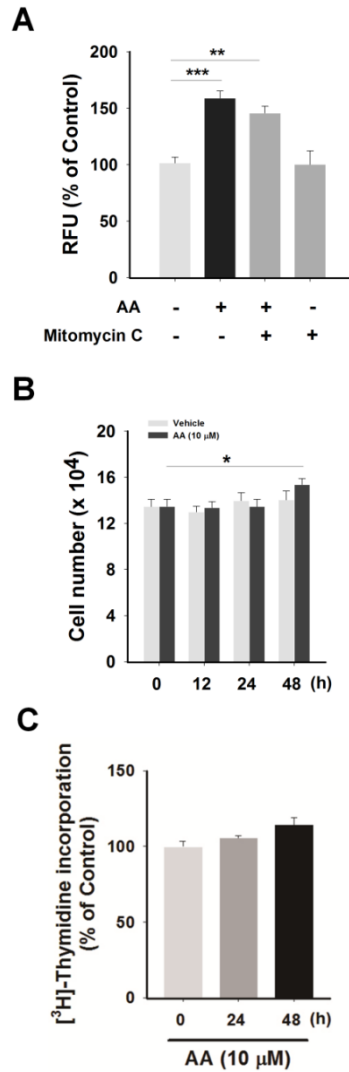 A
RFU (% of Control)
200
150
100
50
0
**
***
AA - + + -
Mitomycin C - - + +
B
Cell number (x 10⁴)
Vehicle
AA (10 μM)
20
16
12
8
4
0
*
0 12 24 48 (h)
C
[³H]-Thymidine incorporation
(% of Control)
150
100
50
0
0 24 48 (h)
AA (10 μM)